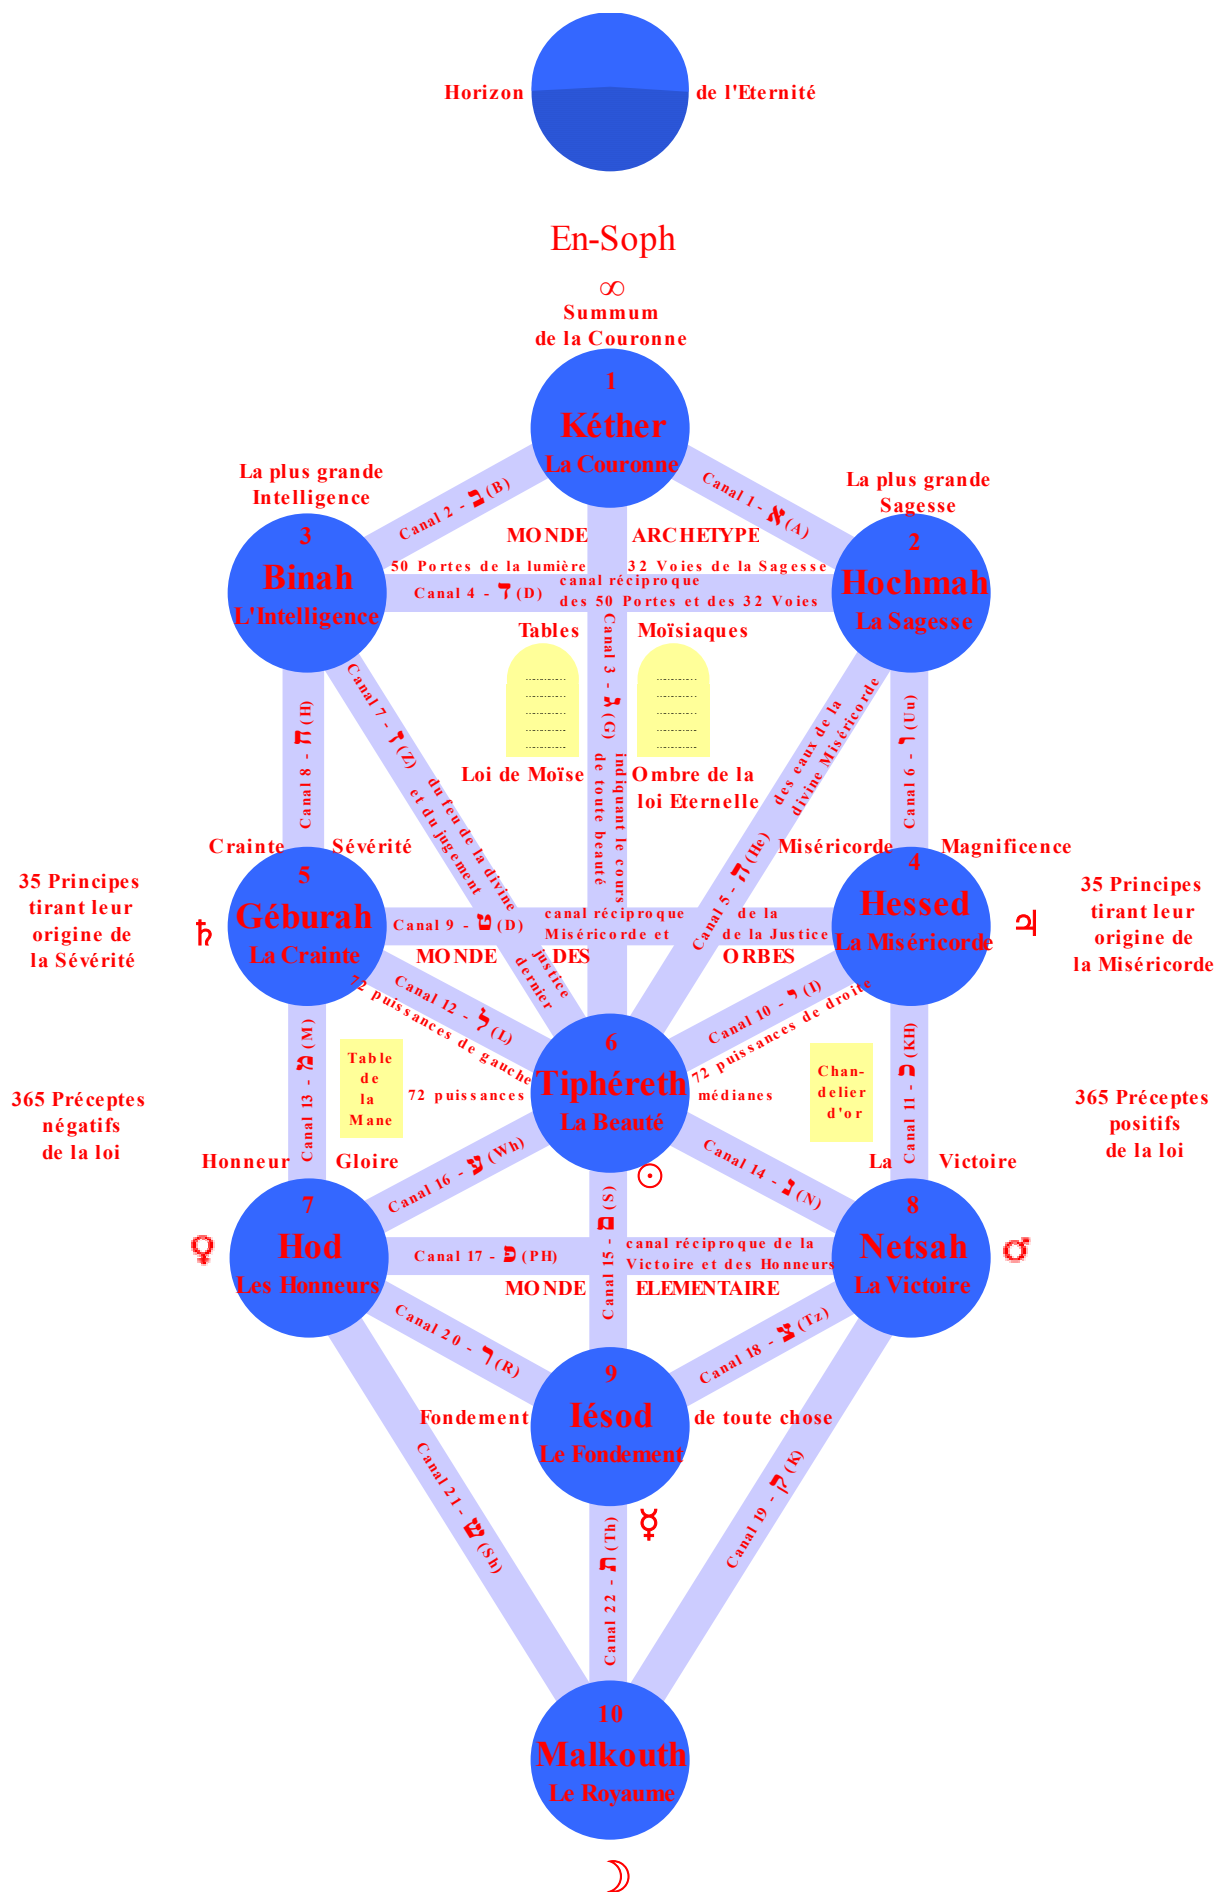 Horizon de l'Eternité
En-Soph
∞
Summum
de la Couronne
1
Kéther
La Couronne
La plus grande
Intelligence
La plus grande
Sagesse
Canal 2 - ב (B)
Canal 1 - א (A)
3
Binah
L'Intelligence
2
Hochmah
La Sagesse
MONDE ARCHETYPE
50 Portes de la lumière
32 Voies de la Sagesse
Canal 4 - ד (D)
canal réciproque
des 50 Portes et des 32 Voies
Tables Moïsiaques
Canal 3 - ג (G)
indiquant le cours
de toute beauté
Loi de Moïse
Ombre de la
loi Eternelle
Canal 7 - ז (Z)
du feu de la divine justice
et du jugement dernier
Canal 5 - ה (He)
des eaux de la
divine Miséricorde
Canal 8 - ח (H)
Canal 6 - ו (Uu)
Crainte Sévérité
Miséricorde Magnificence
35 Principes
tirant leur
origine de
la Sévérité
♄
5
Géburah
La Crainte
4
Hessed
La Miséricorde
♃
35 Principes
tirant leur
origine de
la Miséricorde
Canal 9 - ט (D)
canal réciproque de la
Miséricorde et de la Justice
MONDE DES ORBES
Canal 12 - ל (L)
72 puissances de gauche
Canal 10 - י (I)
72 puissances de droite
6
Tiphéreth
La Beauté
☉
72 puissances médianes
Table
de
la
Mane
Chan-
delier
d'or
Canal 13 - מ (M)
Canal 11 - כ (KH)
365 Préceptes
négatifs
de la loi
365 Préceptes
positifs
de la loi
Honneur Gloire
La Victoire
Canal 16 - ע (Wh)
Canal 14 - נ (N)
♀
7
Hod
Les Honneurs
8
Netsah
La Victoire
♂
Canal 15 - ס (S)
Canal 17 - פ (PH)
canal réciproque de la
Victoire et des Honneurs
MONDE ELEMENTAIRE
Canal 20 - ר (R)
Canal 18 - צ (Tz)
9
Iésod
Le Fondement
Fondement de toute chose
☿
Canal 21 - ש (Sh)
Canal 22 - ת (Th)
Canal 19 - ק (K)
10
Malkouth
Le Royaume
☽